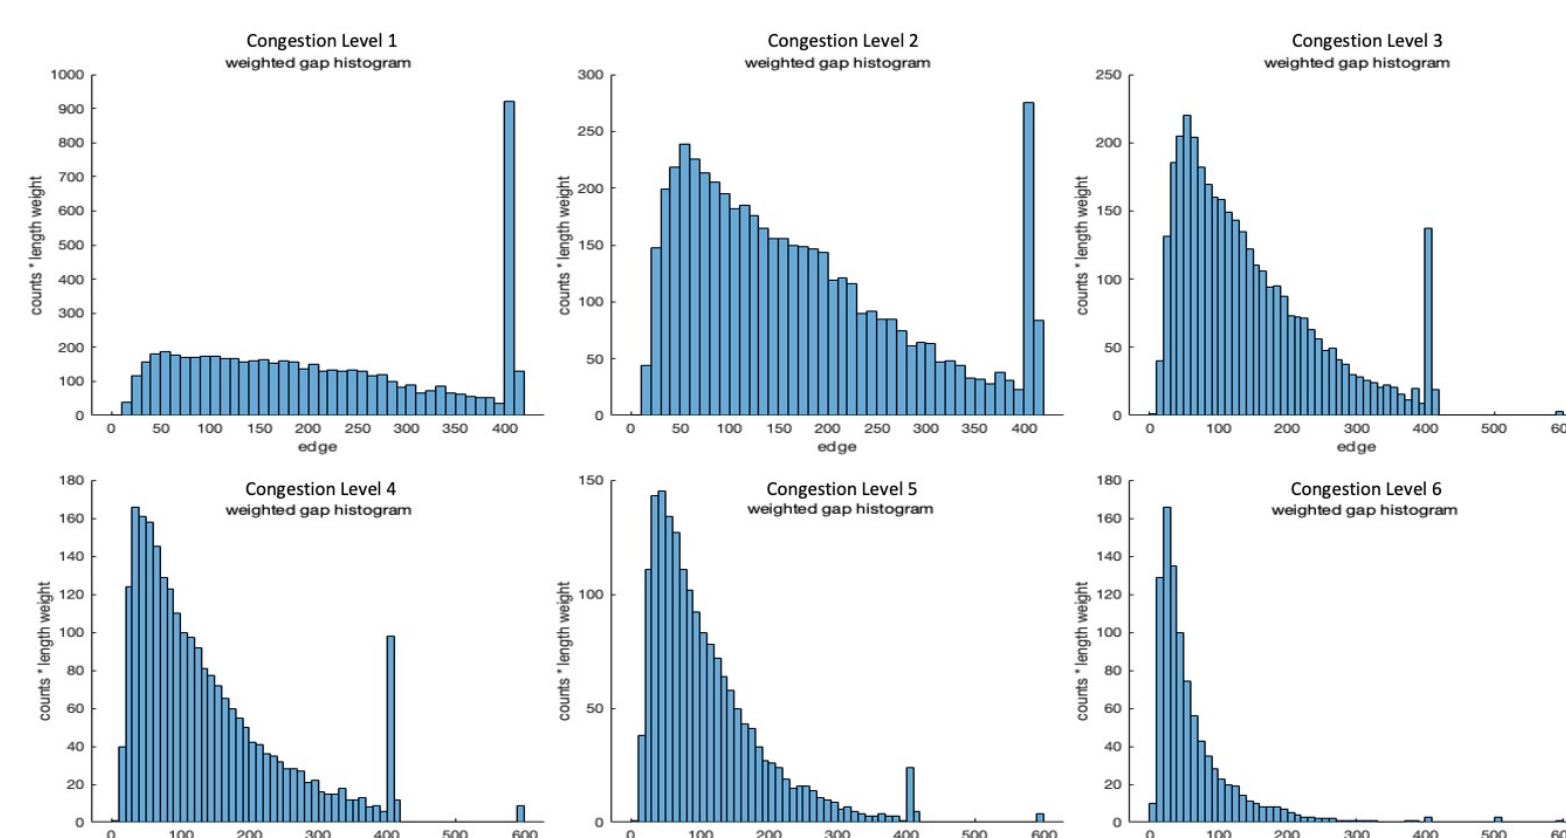 Congestion Level 1
weighted gap histogram
1000
900
800
700
600
500
400
300
200
100
0
counts * length weight
0 50 100 150 200 250 300 350 400
edge
Congestion Level 2
weighted gap histogram
300
250
200
150
100
50
0
counts * length weight
0 50 100 150 200 250 300 350 400
edge
Congestion Level 3
weighted gap histogram
250
200
150
100
50
0
counts * length weight
0 100 200 300 400 500 60
edge
Congestion Level 4
weighted gap histogram
180
160
140
120
100
80
60
40
20
0
counts * length weight
0 100 200 300 400 500 600
Congestion Level 5
weighted gap histogram
150
100
50
0
counts * length weight
0 100 200 300 400 500 600
Congestion Level 6
weighted gap histogram
180
160
140
120
100
80
60
40
20
0
counts * length weight
0 100 200 300 400 500 60